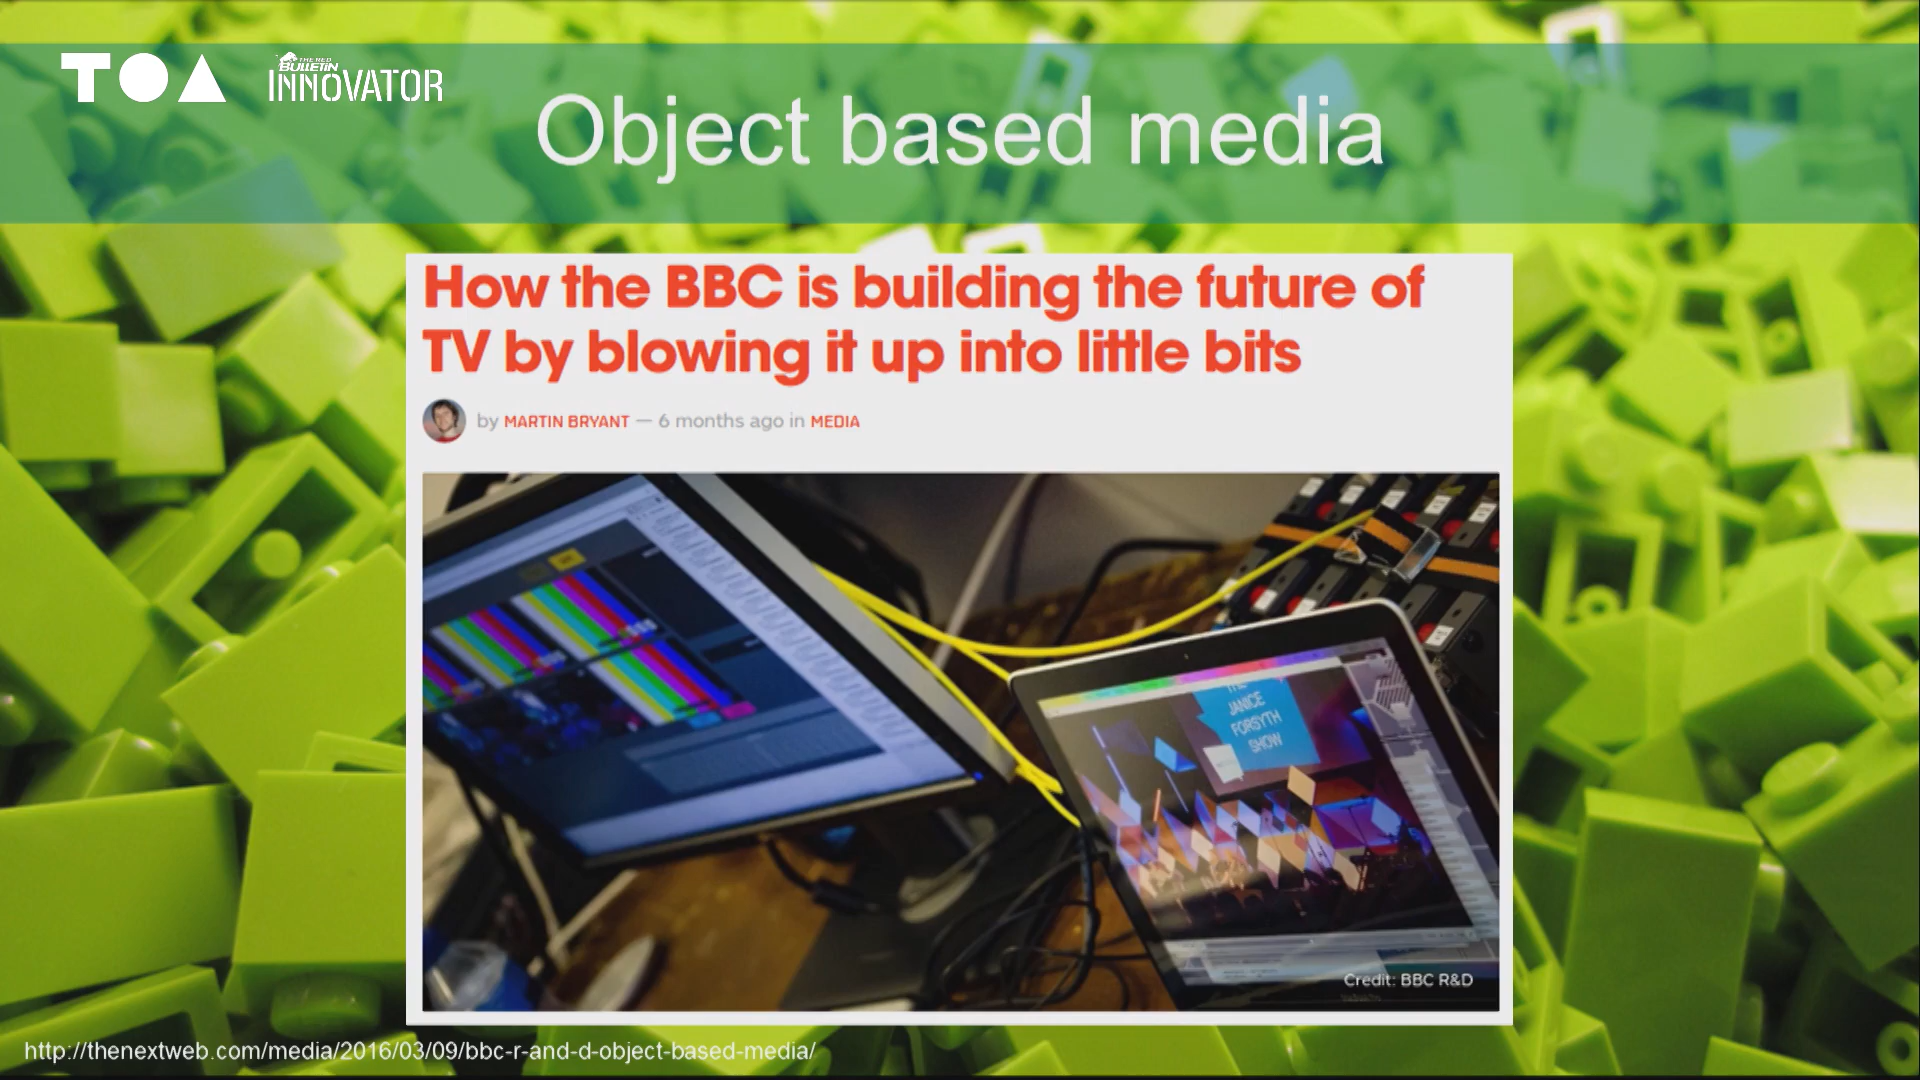 TOA
THE RED
BULLETIN
INNOVATOR
Object based media
How the BBC is building the future of
TV by blowing it up into little bits
by MARTIN BRYANT — 6 months ago in MEDIA
THE
JANICE
FORSYTH
SHOW
Credit: BBC R&D
http://thenextweb.com/media/2016/03/09/bbc-r-and-d-object-based-media/